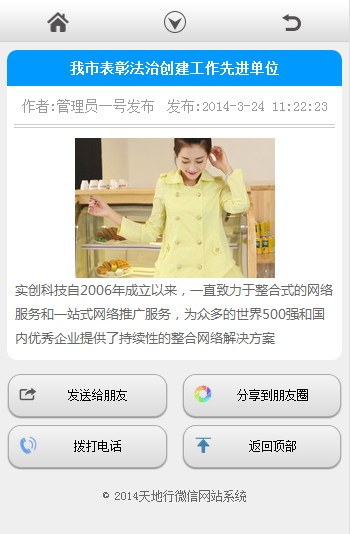 我市表彰法治创建工作先进单位
作者:管理员一号发布 发布:2014-3-24 11:22:23
实创科技自2006年成立以来，一直致力于整合式的网络
服务和一站式网络推广服务，为众多的世界500强和国
内优秀企业提供了持续性的整合网络解决方案
发送给朋友
分享到朋友圈
拨打电话
返回顶部
© 2014天地行微信网站系统